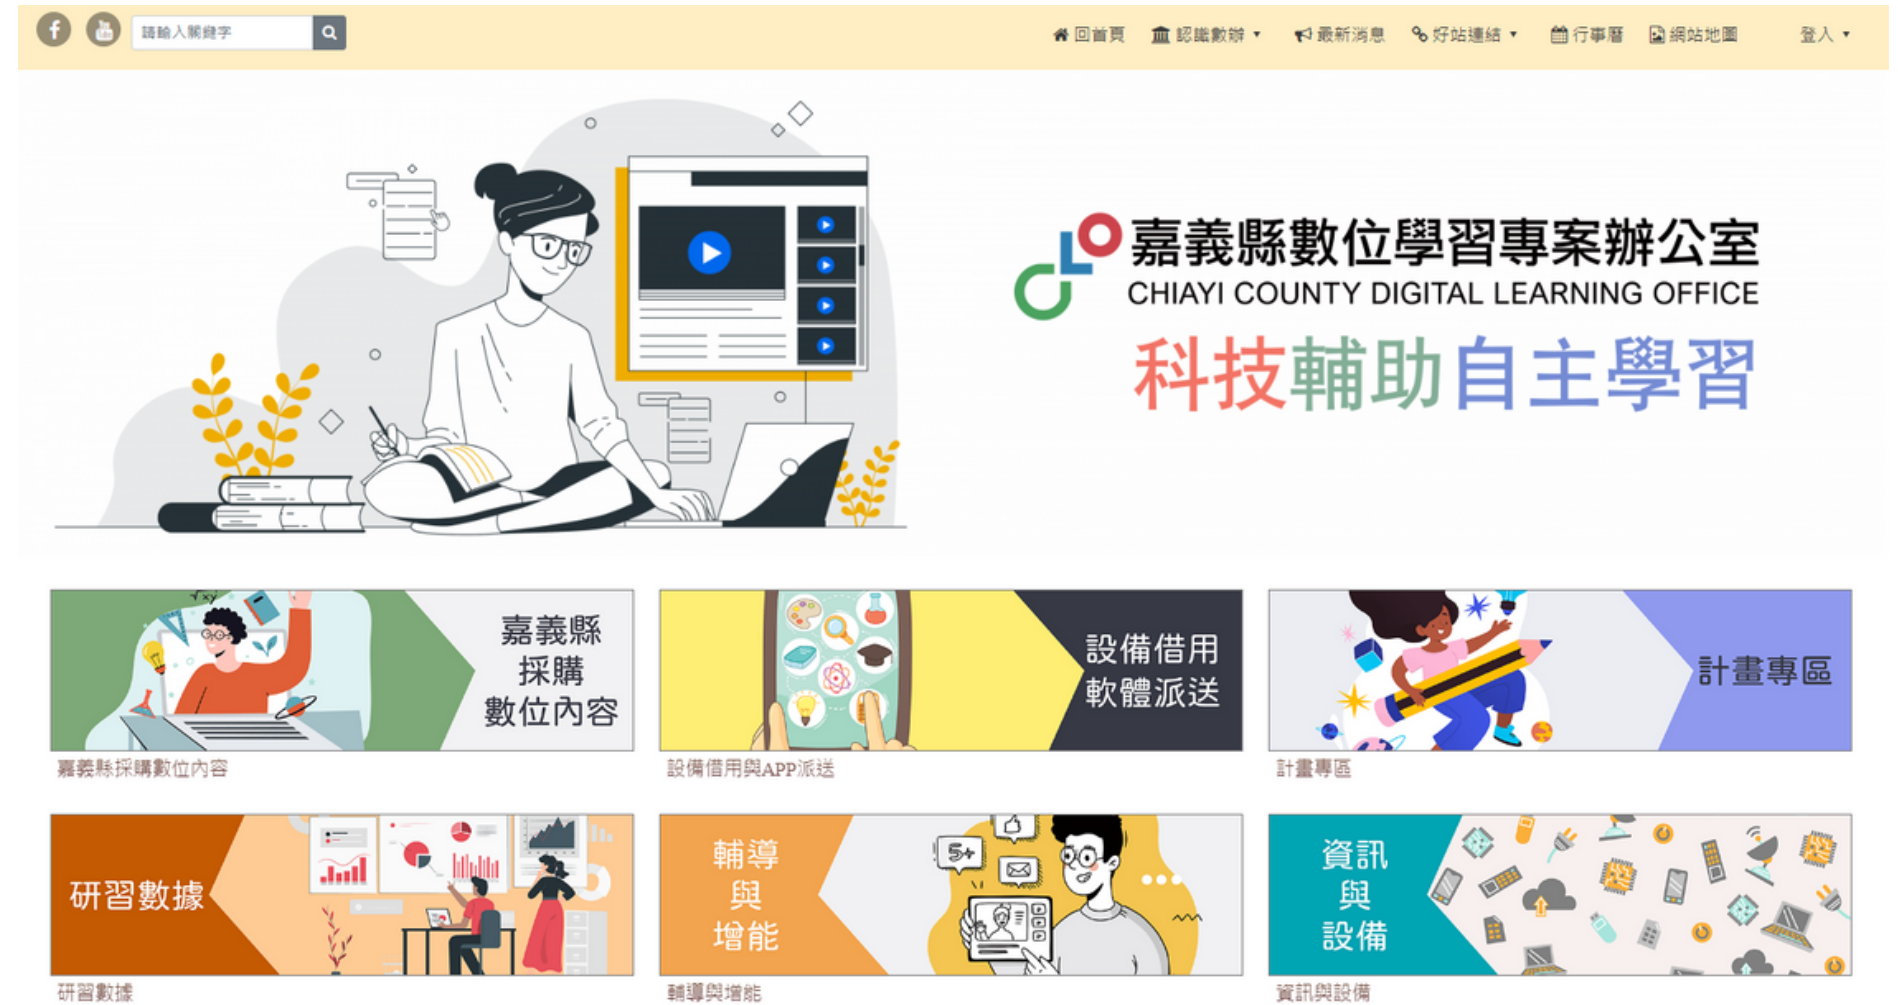 請輸入關鍵字
回首頁 認識數辦 最新消息 好站連結 行事曆 網站地圖 登入
嘉義縣數位學習專案辦公室
CHIAYI COUNTY DIGITAL LEARNING OFFICE
科技輔助自主學習
嘉義縣
採購
數位內容
嘉義縣採購數位內容
設備借用
軟體派送
設備借用與APP派送
計畫專區
計畫專區
研習數據
研習數據
輔導
與
增能
5+
輔導與增能
資訊
與
設備
資訊與設備